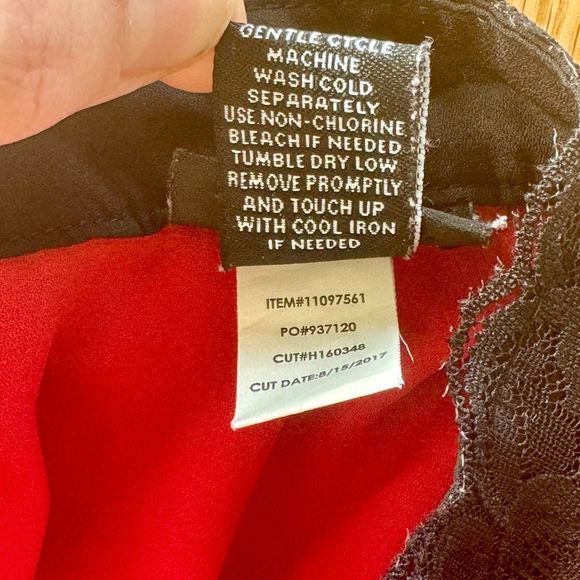 GENTLE CYCLE
MACHINE
WASH COLD
SEPARATELY
USE NON-CHLORINE
BLEACH IF NEEDED
TUMBLE DRY LOW
REMOVE PROMPTLY
AND TOUCH UP
WITH COOL IRON
IF NEEDED
ITEM#11097561
PO#937120
CUT#H160348
CUT DATE:8/15/2017